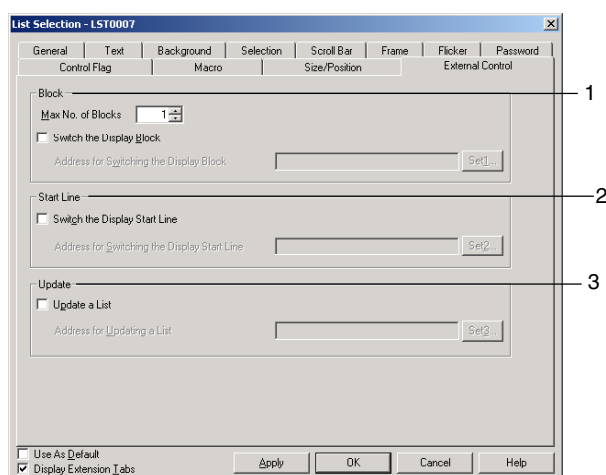 List Selection - LST0007
General Text Background Selection Scroll Bar Frame Flicker Password
Control Flag Macro Size/Position External Control
Block
1
Max No. of Blocks 1
Switch the Display Block
Address for Switching the Display Block Set1...
Start Line
2
Switch the Display Start Line
Address for Switching the Display Start Line Set2...
Update
3
Update a List
Address for Updating a List Set3...
Use As Default
Display Extension Tabs
Apply OK Cancel Help